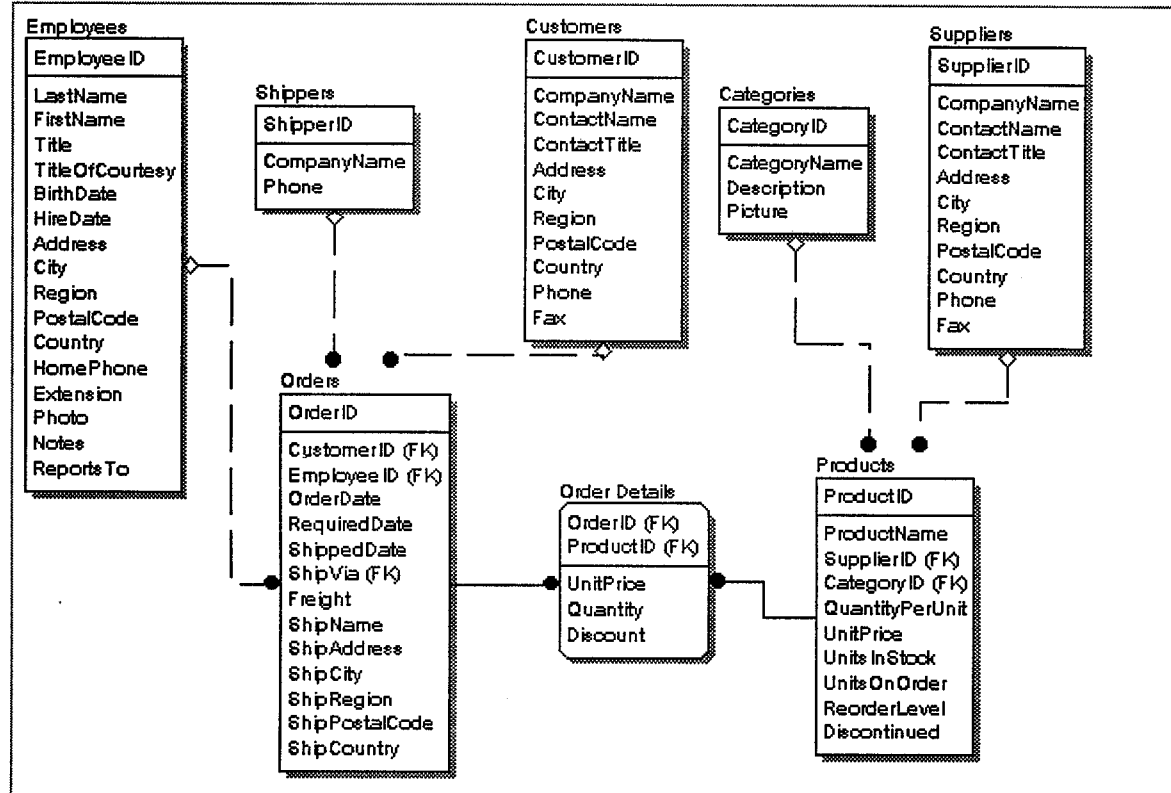 Employees
EmployeeID
LastName
FirstName
Title
TitleOfCourtesy
BirthDate
HireDate
Address
City
Region
PostalCode
Country
HomePhone
Extension
Photo
Notes
ReportsTo
Shippers
ShipperID
CompanyName
Phone
Customers
CustomerID
CompanyName
ContactName
ContactTitle
Address
City
Region
PostalCode
Country
Phone
Fax
Categories
CategoryID
CategoryName
Description
Picture
Suppliers
SupplierID
CompanyName
ContactName
ContactTitle
Address
City
Region
PostalCode
Country
Phone
Fax
Orders
OrderID
CustomerID (FK)
EmployeeID (FK)
OrderDate
RequiredDate
ShippedDate
ShipVia (FK)
Freight
ShipName
ShipAddress
ShipCity
ShipRegion
ShipPostalCode
ShipCountry
Order Details
OrderID (FK)
ProductID (FK)
UnitPrice
Quantity
Discount
Products
ProductID
ProductName
SupplierID (FK)
CategoryID (FK)
QuantityPerUnit
UnitPrice
UnitsInStock
UnitsOnOrder
ReorderLevel
Discontinued